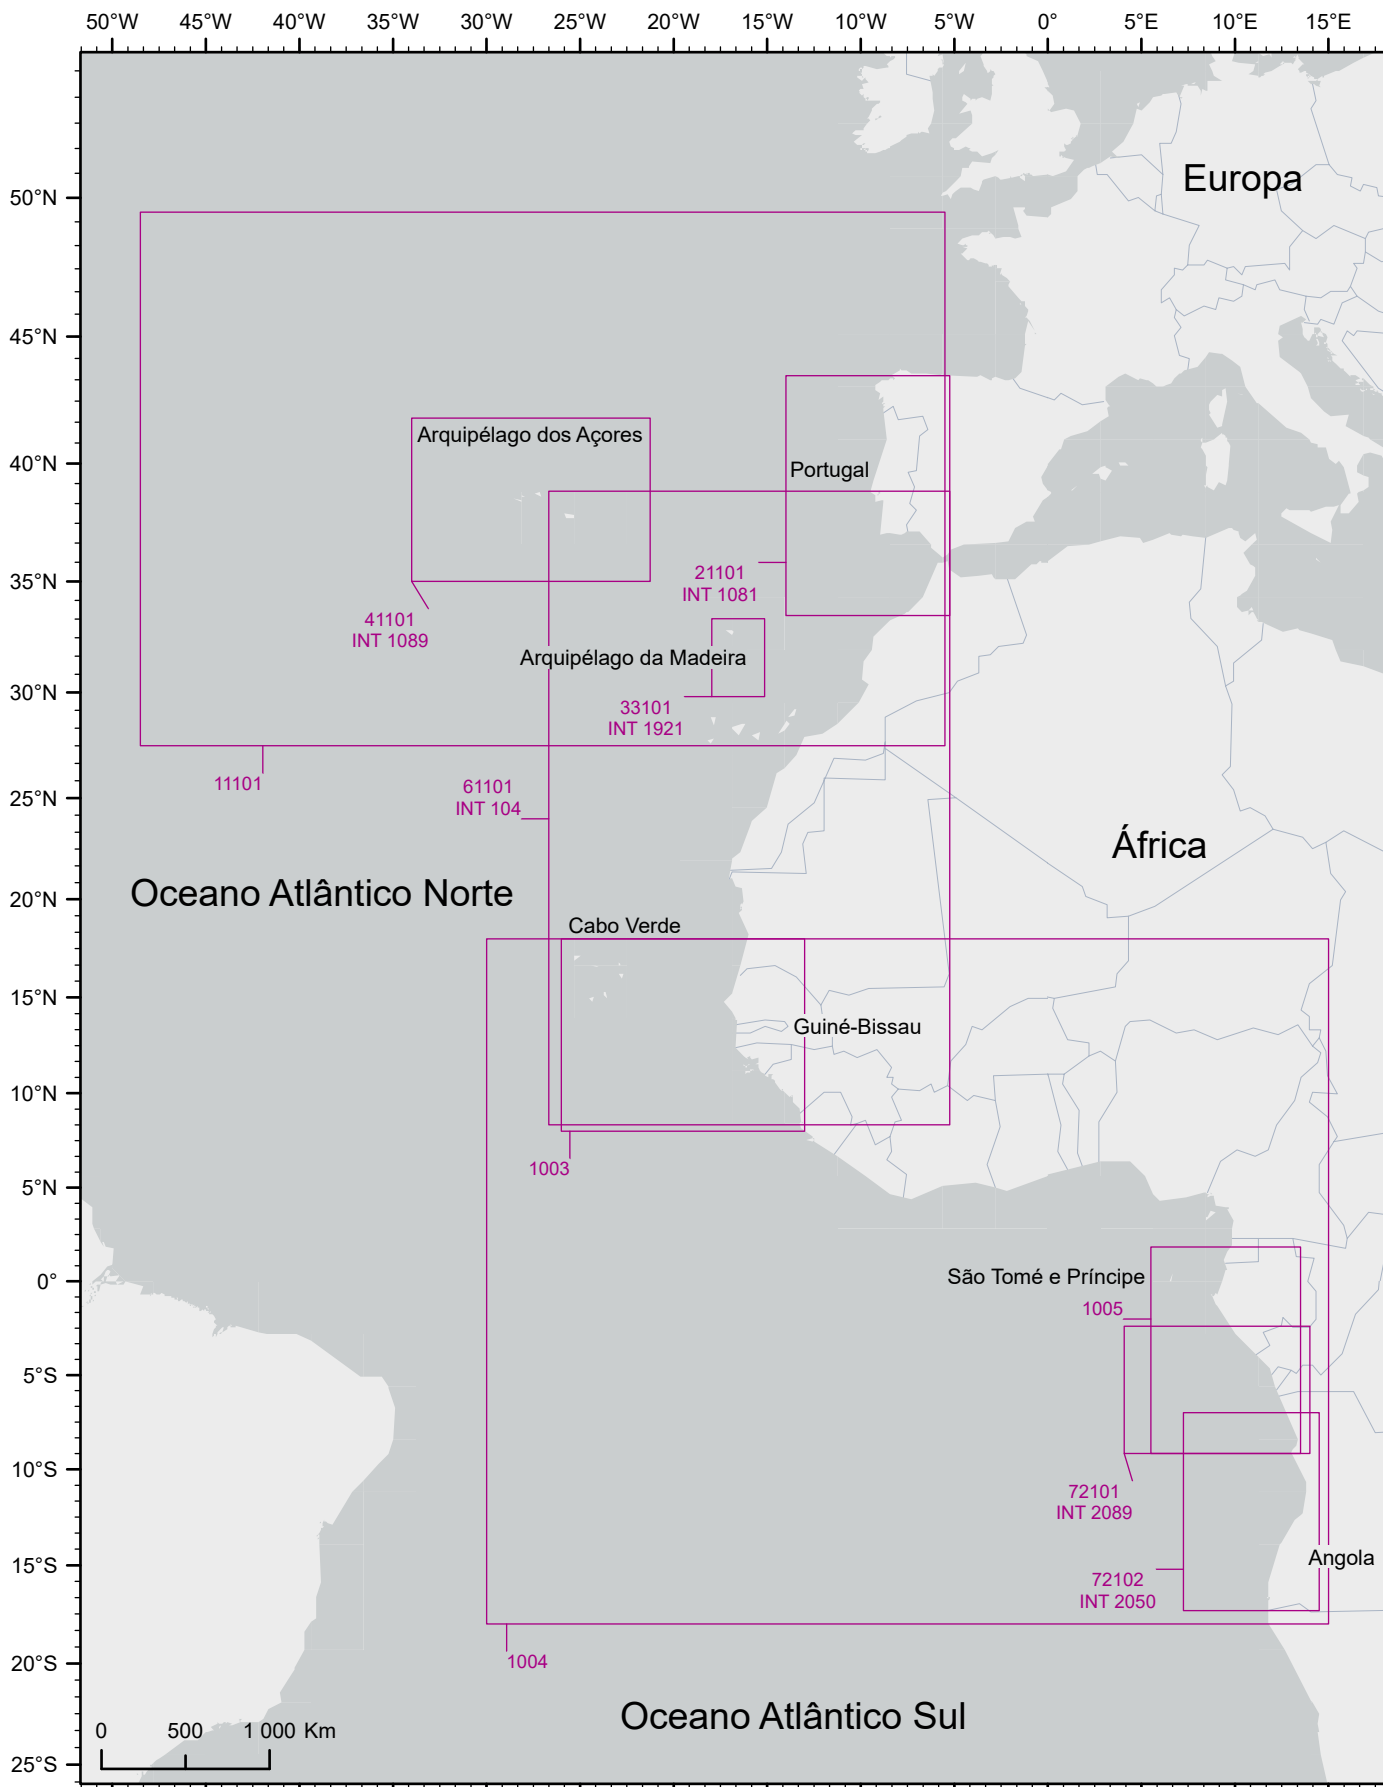 50°W 45°W 40°W 35°W 30°W 25°W 20°W 15°W 10°W 5°W 0° 5°E 10°E 15°E
Europa
50°N
45°N
Arquipélago dos Açores
40°N
Portugal
35°N
21101
INT 1081
41101
INT 1089
Arquipélago da Madeira
30°N
33101
INT 1921
11101
61101
INT 104
25°N
África
20°N
Oceano Atlântico Norte
Cabo Verde
15°N
Guiné-Bissau
10°N
1003
5°N
São Tomé e Príncipe
0°
1005
5°S
10°S
72101
INT 2089
15°S
Angola
72102
INT 2050
20°S
1004
Oceano Atlântico Sul
0 500 1 000 Km
25°S